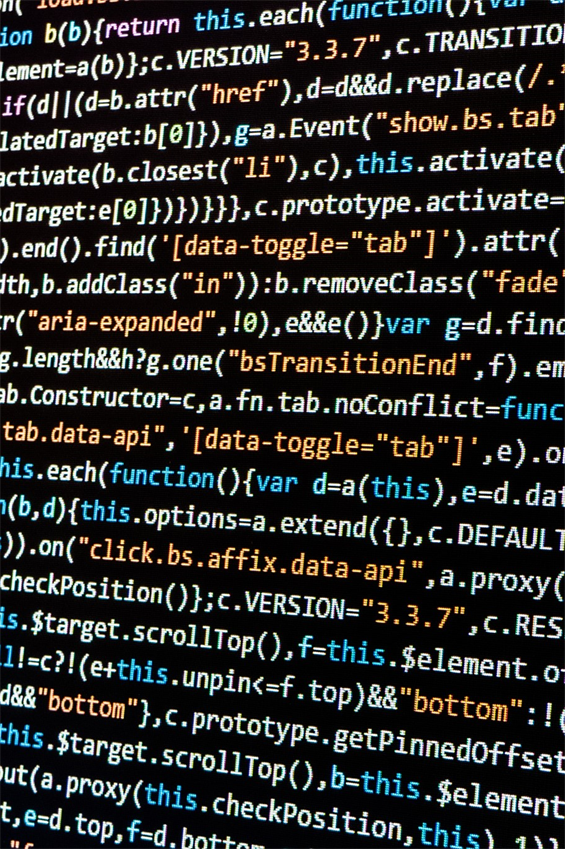 ion b(b){return this.each(function(){var
lement=a(b)};c.VERSION="3.3.7",c.TRANSITIO
if(d||(d=b.attr("href"),d=d&&d.replace(/.*
latedTarget:b[0]}),g=a.Event("show.bs.tab"
activate(b.closest("li"),c),this.activate(
edTarget:e[0]})})}}},c.prototype.activate=
).end().find('[data-toggle="tab"]').attr(
dth,b.addClass("in")):b.removeClass("fade"
tr("aria-expanded",!0),e&&e()}var g=d.find
g.length&&h?g.one("bsTransitionEnd",f).em
ab.Constructor=c,a.fn.tab.noConflict=func
tab.data-api",'[data-toggle="tab"]',e).on
his.each(function(){var d=a(this),e=d.dat
n(b,d){this.options=a.extend({},c.DEFAULT
)).on("click.bs.affix.data-api",a.proxy(
checkPosition()};c.VERSION="3.3.7",c.RES
is.$target.scrollTop(),f=this.$element.of
ll!=c?!(e+this.unpin<=f.top)&&"bottom":!(
d&&"bottom"},c.prototype.getPinnedOffset
this.$target.scrollTop(),b=this.$element
out(a.proxy(this.checkPosition,this),1)}
t,e=d.top,f=d.bottom